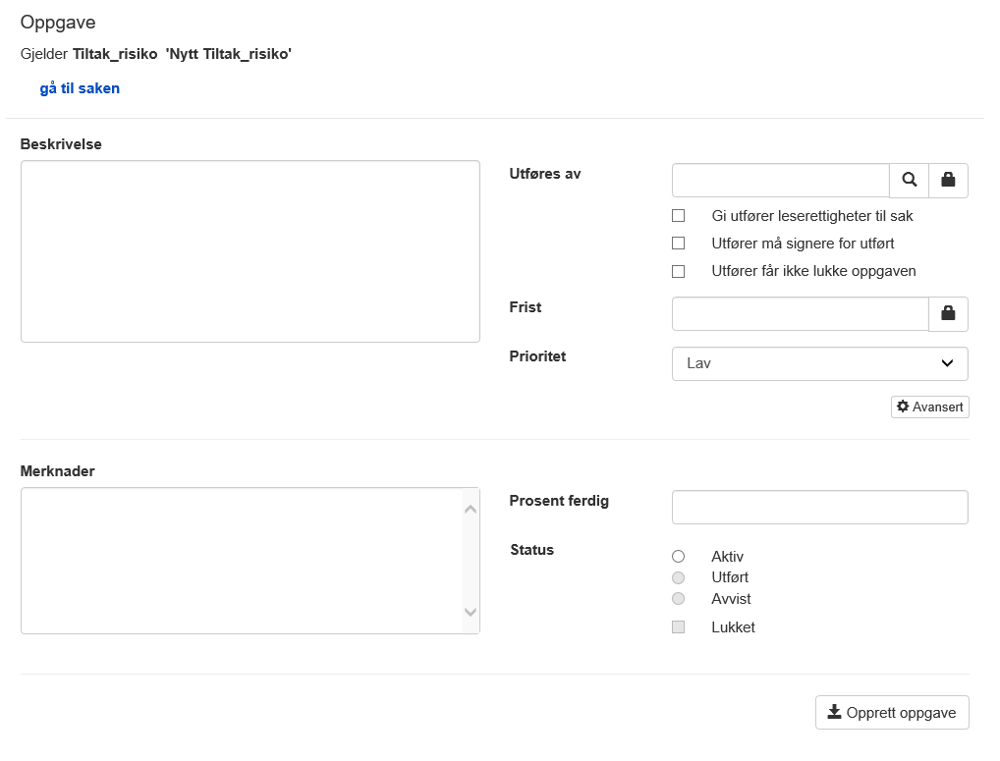 Oppgave
Gjelder Tiltak_risiko 'Nytt Tiltak_risiko'
gå til saken
Beskrivelse
Utføres av
Gi utfører leserettigheter til sak
Utfører må signere for utført
Utfører får ikke lukke oppgaven
Frist
Prioritet
Lav
Avansert
Merknader
Prosent ferdig
Status
Aktiv
Utført
Avvist
Lukket
Opprett oppgave